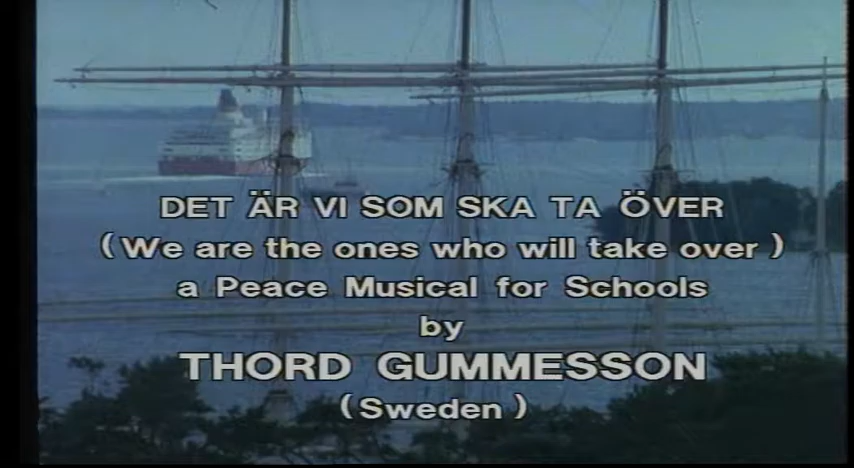 DET ÄR VI SOM SKA TA ÖVER
(We are the ones who will take over)
a Peace Musical for Schools
by
THORD GUMMESSON
(Sweden)